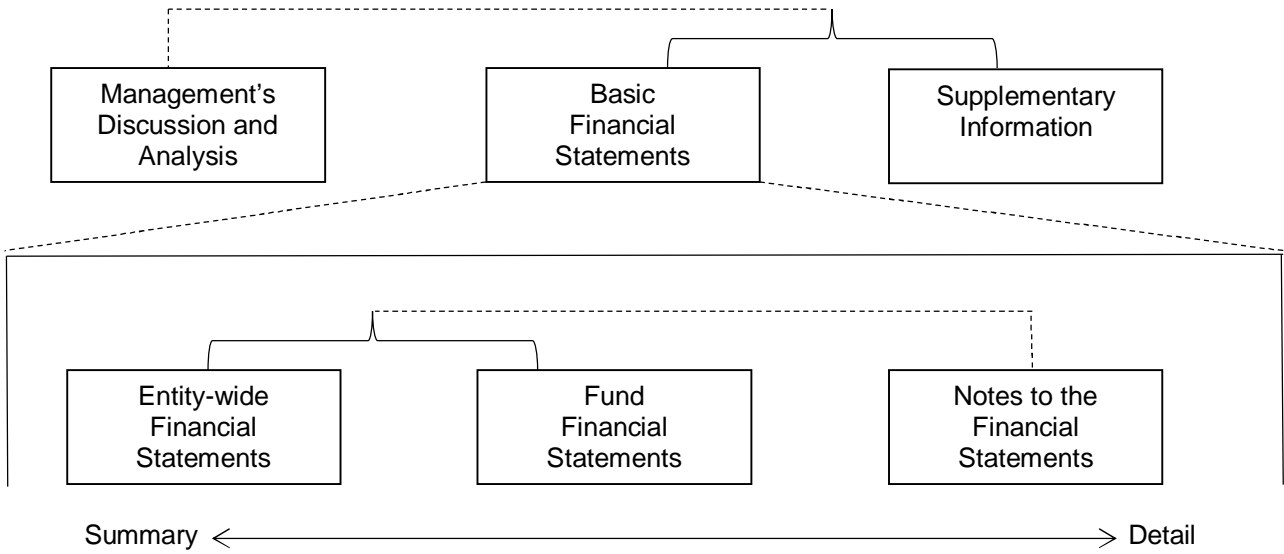 Management’s
Discussion and
Analysis
Basic
Financial
Statements
Supplementary
Information
Entity-wide
Financial
Statements
Fund
Financial
Statements
Notes to the
Financial
Statements
Summary
Detail